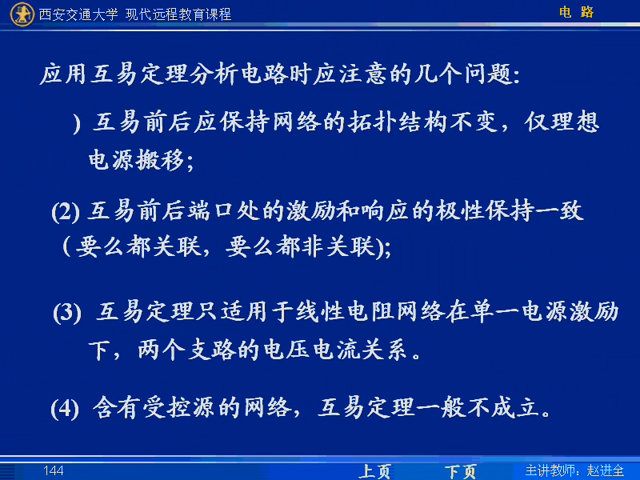 西安交通大学 现代远程教育课程
电 路
应用互易定理分析电路时应注意的几个问题:
) 互易前后应保持网络的拓扑结构不变，仅理想
电源搬移;
(2) 互易前后端口处的激励和响应的极性保持一致
（要么都关联，要么都非关联);
(3) 互易定理只适用于线性电阻网络在单一电源激励
下，两个支路的电压电流关系。
(4) 含有受控源的网络，互易定理一般不成立。
144
上页
下页
主讲教师：赵进全